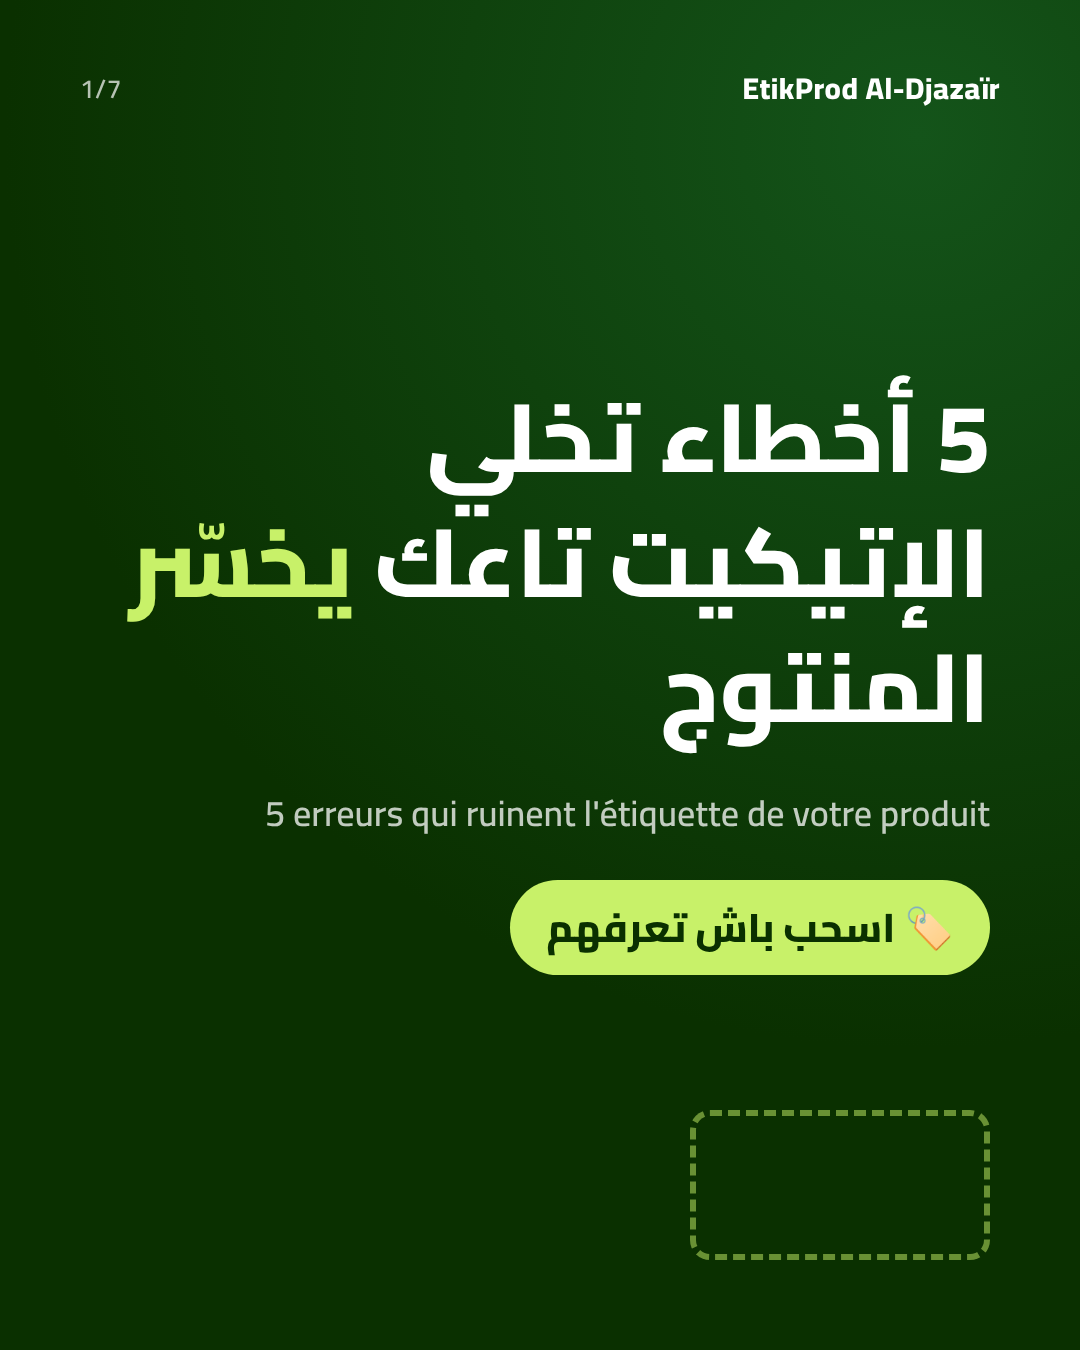 EtikProd Al-Djazaïr
1/7
5 أخطاء تخلي
الإتيكيت تاعك يخسّر
المنتوج
5 erreurs qui ruinent l'étiquette de votre produit
🏷️ اسحب باش تعرفهم